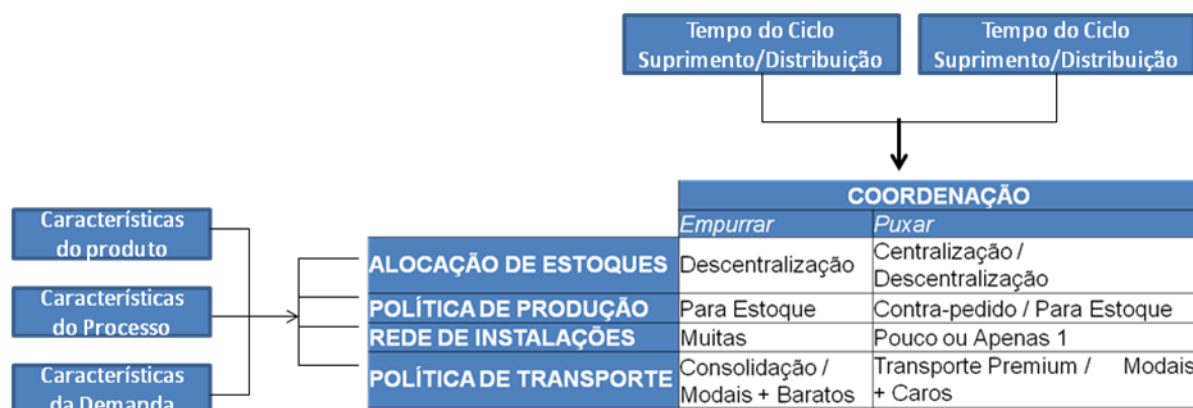 Tempo do Ciclo
Suprimento/Distribuição
Tempo do Ciclo
Suprimento/Distribuição
Características
do produto
Características
do Processo
Características
da Demanda
COORDENAÇÃO
Empurrar
Puxar
ALOCAÇÃO DE ESTOQUES
Descentralização
Centralização /
Descentralização
POLÍTICA DE PRODUÇÃO
Para Estoque
Contra-pedido / Para Estoque
REDE DE INSTALAÇÕES
Muitas
Pouco ou Apenas 1
POLÍTICA DE TRANSPORTE
Consolidação /
Modais + Baratos
Transporte Premium / Modais
+ Caros